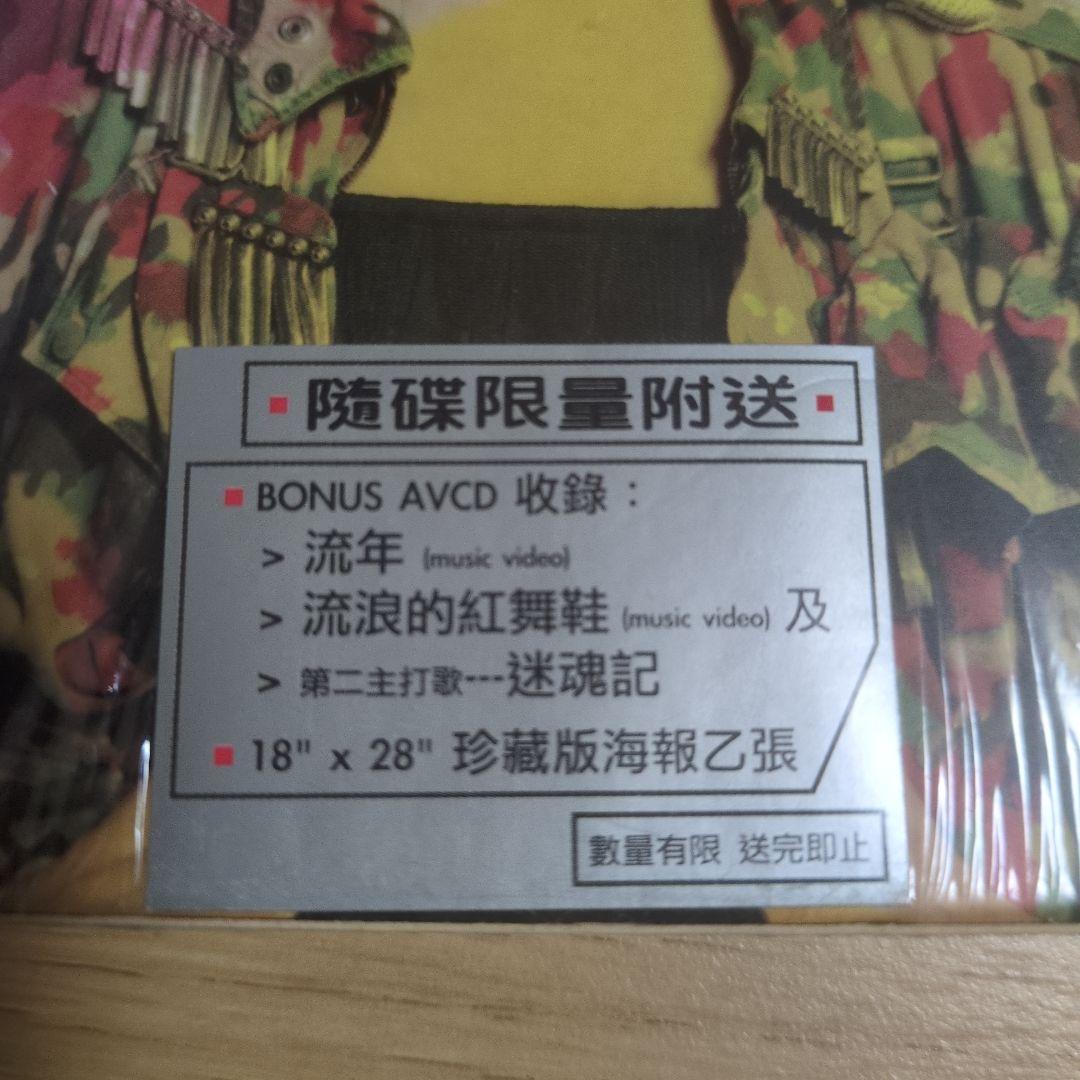 隨碟限量附送
BONUS AVCD 收錄：
> 流年 (music video)
> 流浪的紅舞鞋 (music video) 及
> 第二主打歌---迷魂記
18" x 28" 珍藏版海報乙張
數量有限 送完即止